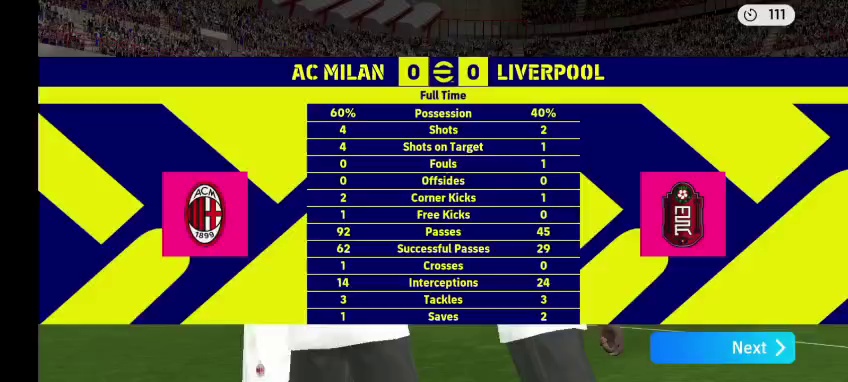 111
AC MILAN 0 0 LIVERPOOL
Full Time
60% Possession 40%
4 Shots 2
4 Shots on Target 1
0 Fouls 1
0 Offsides 0
2 Corner Kicks 1
1 Free Kicks 0
92 Passes 45
62 Successful Passes 29
1 Crosses 0
14 Interceptions 24
3 Tackles 3
1 Saves 2
ACM
1899
Next